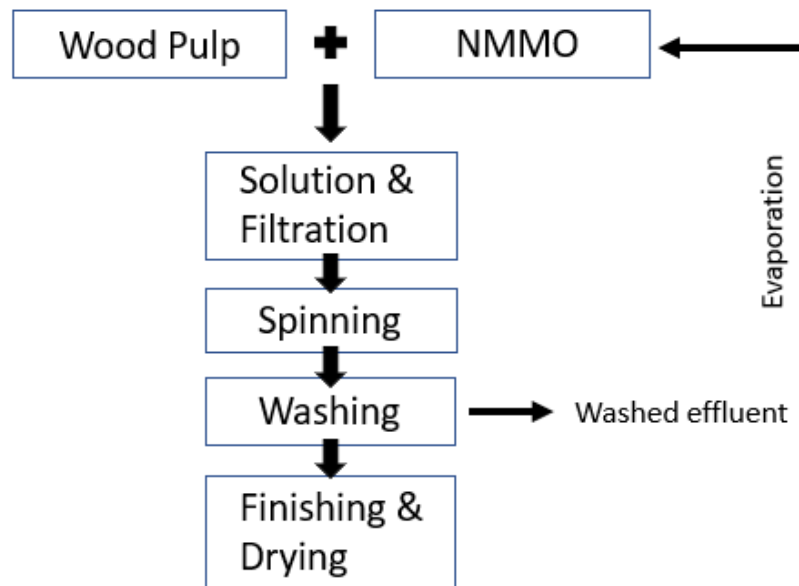 Wood Pulp
NMMO
Solution &
Filtration
Evaporation
Spinning
Washing
Washed effluent
Finishing &
Drying